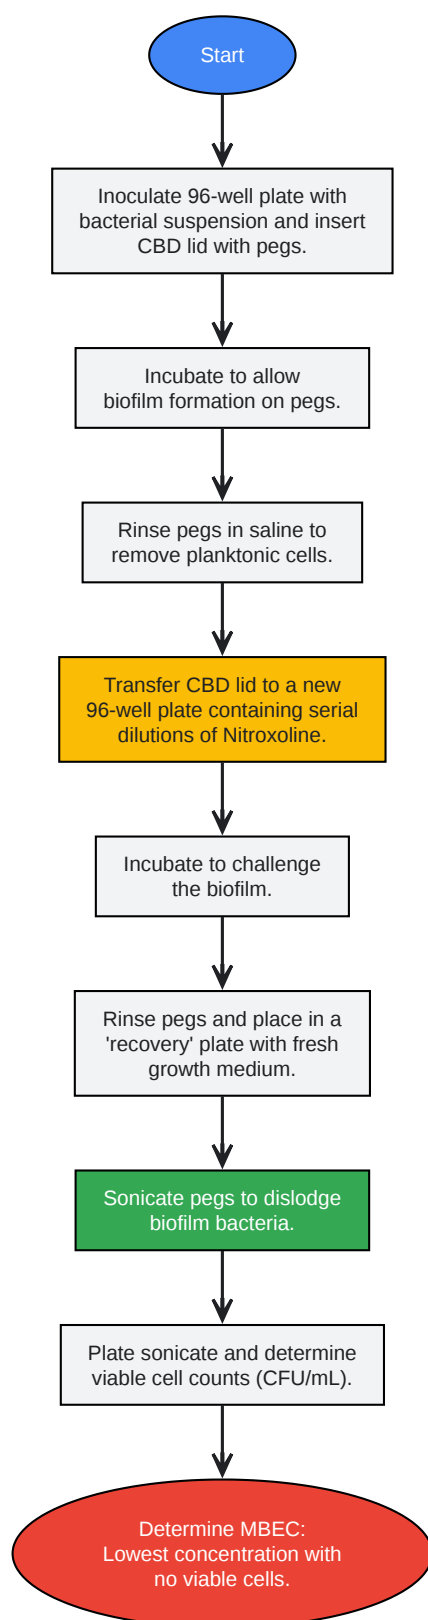 Start
Inoculate 96-well plate with
bacterial suspension and insert
CBD lid with pegs.
Incubate to allow
biofilm formation on pegs.
Rinse pegs in saline to
remove planktonic cells.
Transfer CBD lid to a new
96-well plate containing serial
dilutions of Nitroxoline.
Incubate to challenge
the biofilm.
Rinse pegs and place in a
'recovery' plate with fresh
growth medium.
Sonicate pegs to dislodge
biofilm bacteria.
Plate sonicate and determine
viable cell counts (CFU/mL).
Determine MBEC:
Lowest concentration with
no viable cells.